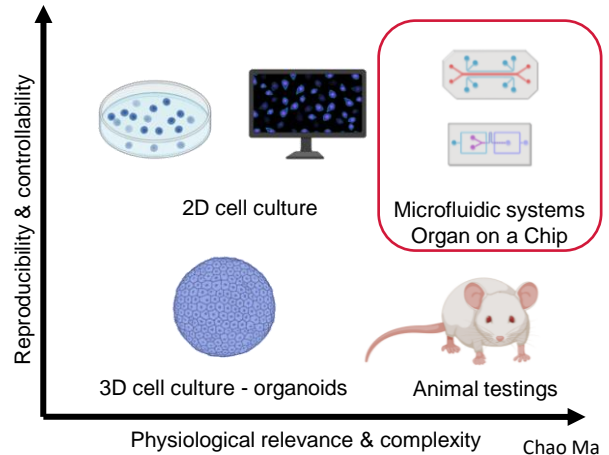 Reproducibility & controllability
2D cell culture
Microfluidic systems
Organ on a Chip
3D cell culture - organoids
Animal testings
Physiological relevance & complexity
Chao Ma